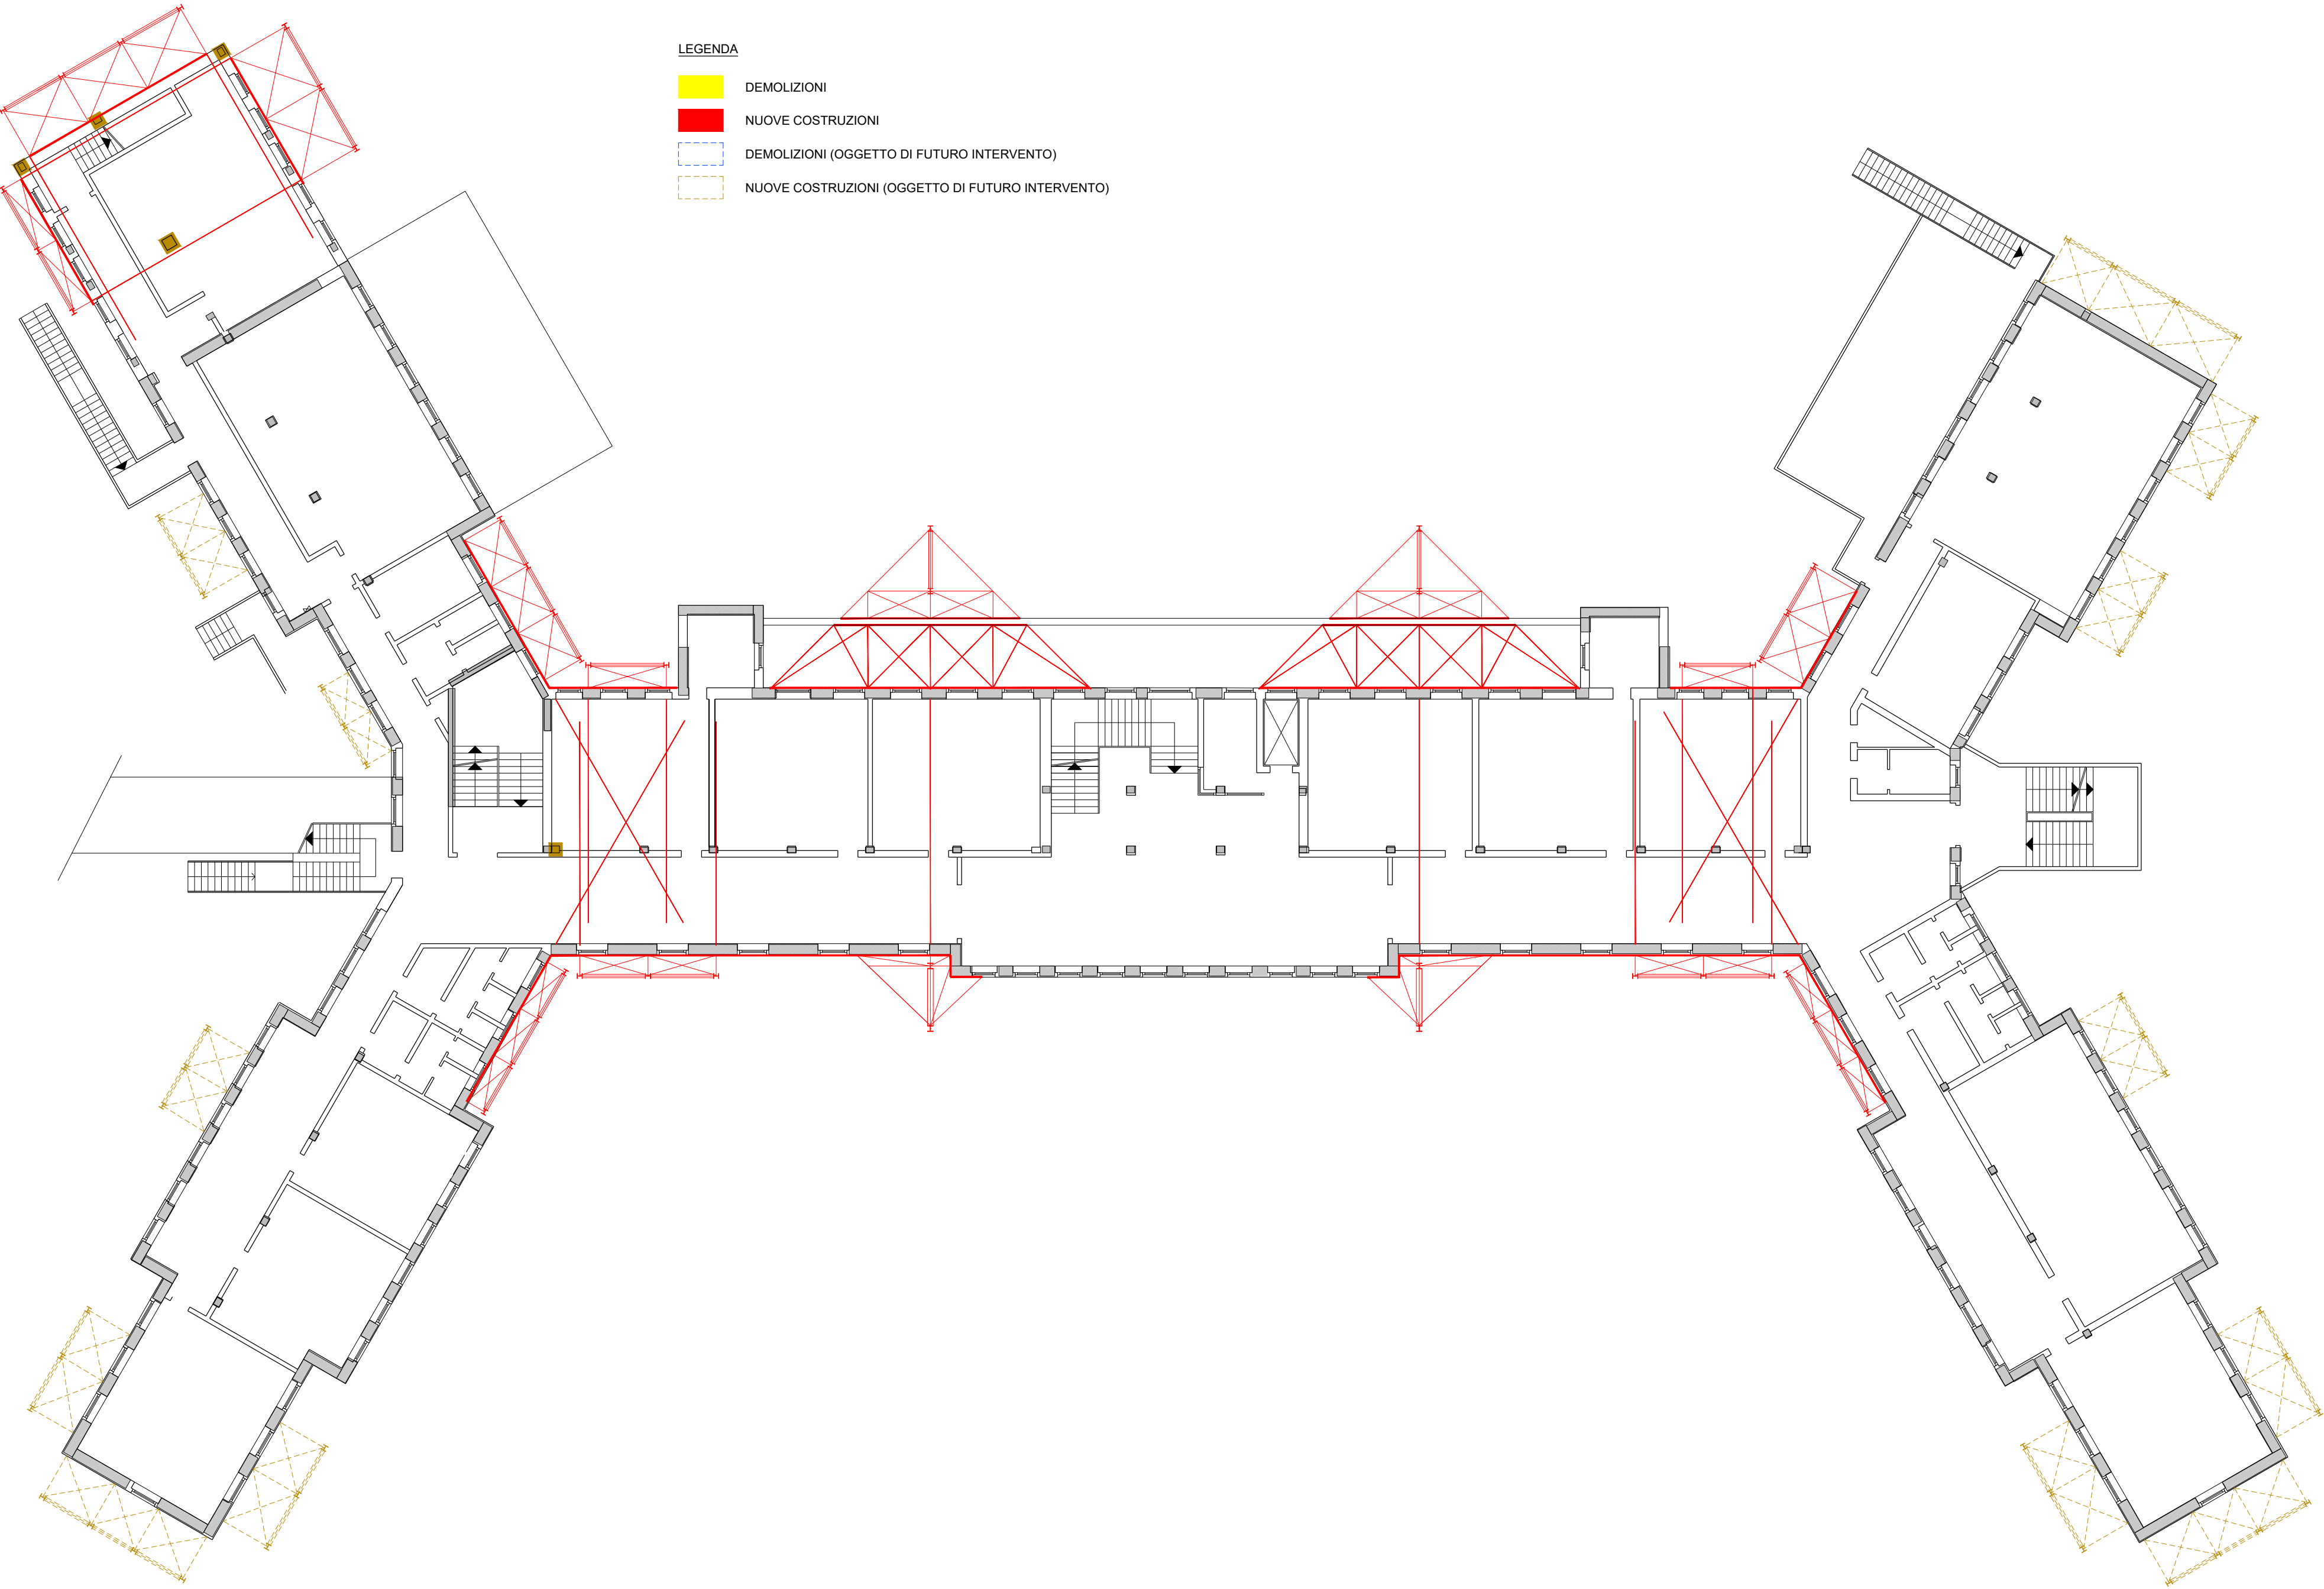 LEGENDA
DEMOLIZIONI
NUOVE COSTRUZIONI
DEMOLIZIONI (OGGETTO DI FUTURO INTERVENTO)
NUOVE COSTRUZIONI (OGGETTO DI FUTURO INTERVENTO)